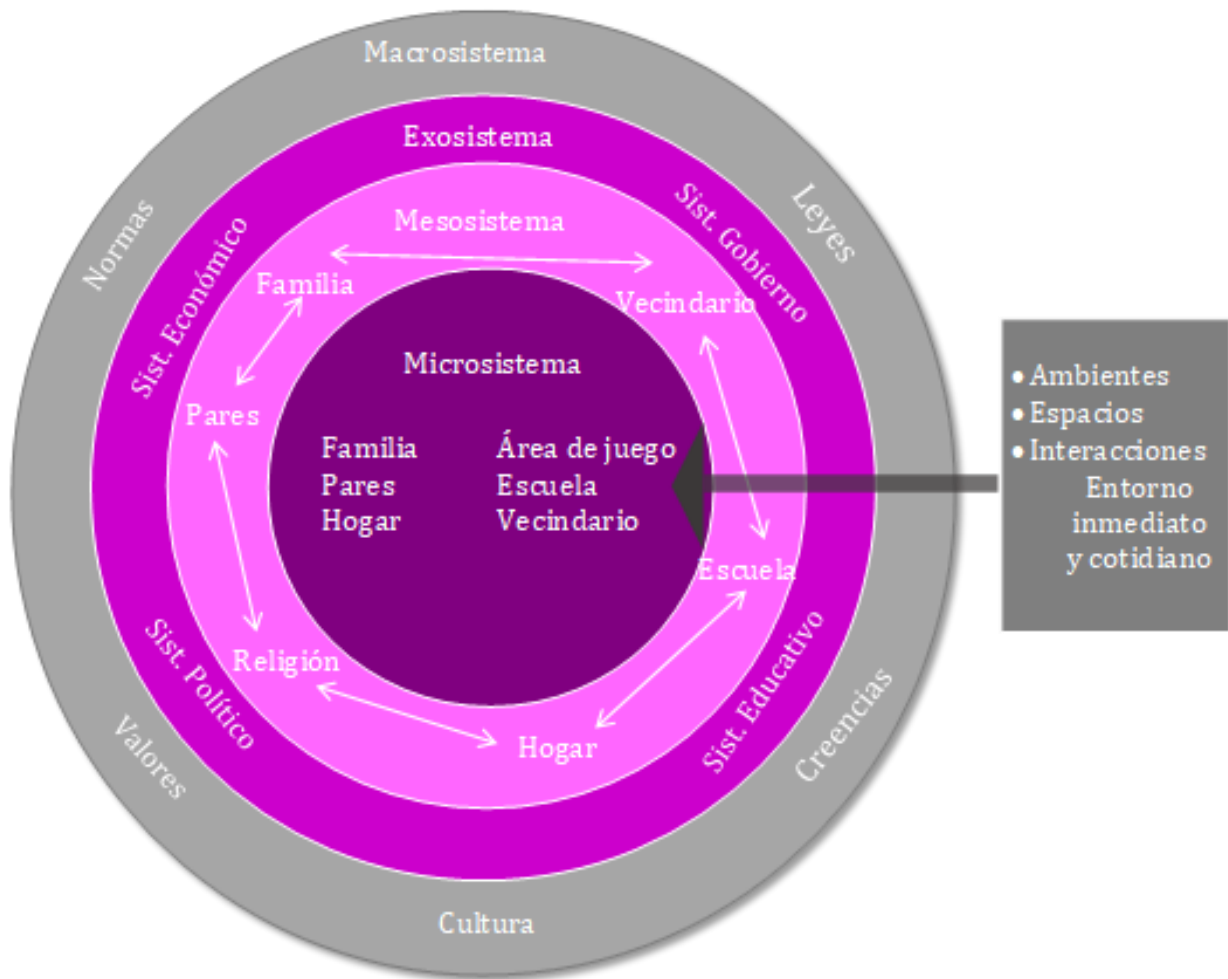 Macrosistema
Exosistema
Mesosistema
Normas
Leyes
Sist. Económico
Sist. Gobierno
Familia
Vecindario
Pares
Microsistema
Familia
Pares
Hogar
Área de juego
Escuela
Vecindario
Escuela
Religión
Hogar
Sist. Político
Sist. Educativo
Valores
Creencias
Cultura
• Ambientes
• Espacios
• Interacciones
Entorno
inmediato
y cotidiano